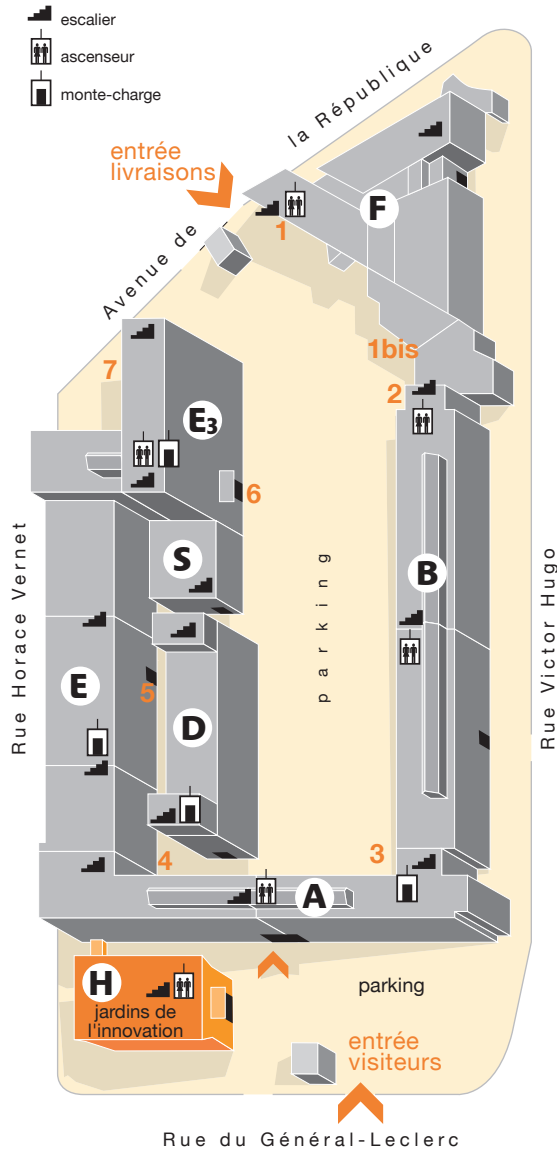 escalier
ascenseur
monte-charge
Avenue de la République
entrée
livraisons
F
1
1bis
2
7
E3
6
S
B
parking
Rue Horace Vernet
Rue Victor Hugo
E
5
D
4
3
A
H
jardins de
l'innovation
parking
entrée
visiteurs
Rue du Général-Leclerc